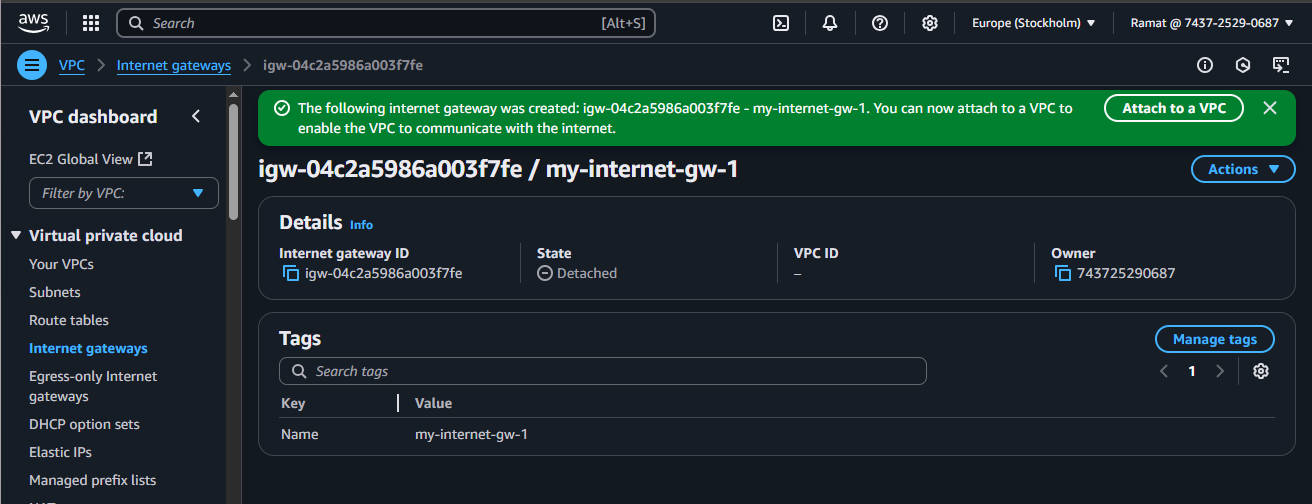 aws
Search [Alt+S]
Europe (Stockholm)
Ramat @ 7437-2529-0687
VPC
Internet gateways
igw-04c2a5986a003f7fe
VPC dashboard
EC2 Global View
Filter by VPC:
Virtual private cloud
Your VPCs
Subnets
Route tables
Internet gateways
Egress-only Internet
gateways
DHCP option sets
Elastic IPs
Managed prefix lists
The following internet gateway was created: igw-04c2a5986a003f7fe - my-internet-gw-1. You can now attach to a VPC to
enable the VPC to communicate with the internet.
Attach to a VPC
igw-04c2a5986a003f7fe / my-internet-gw-1
Actions
Details Info
Internet gateway ID
igw-04c2a5986a003f7fe
State
Detached
VPC ID
–
Owner
743725290687
Tags
Manage tags
Search tags
1
Key Value
Name my-internet-gw-1